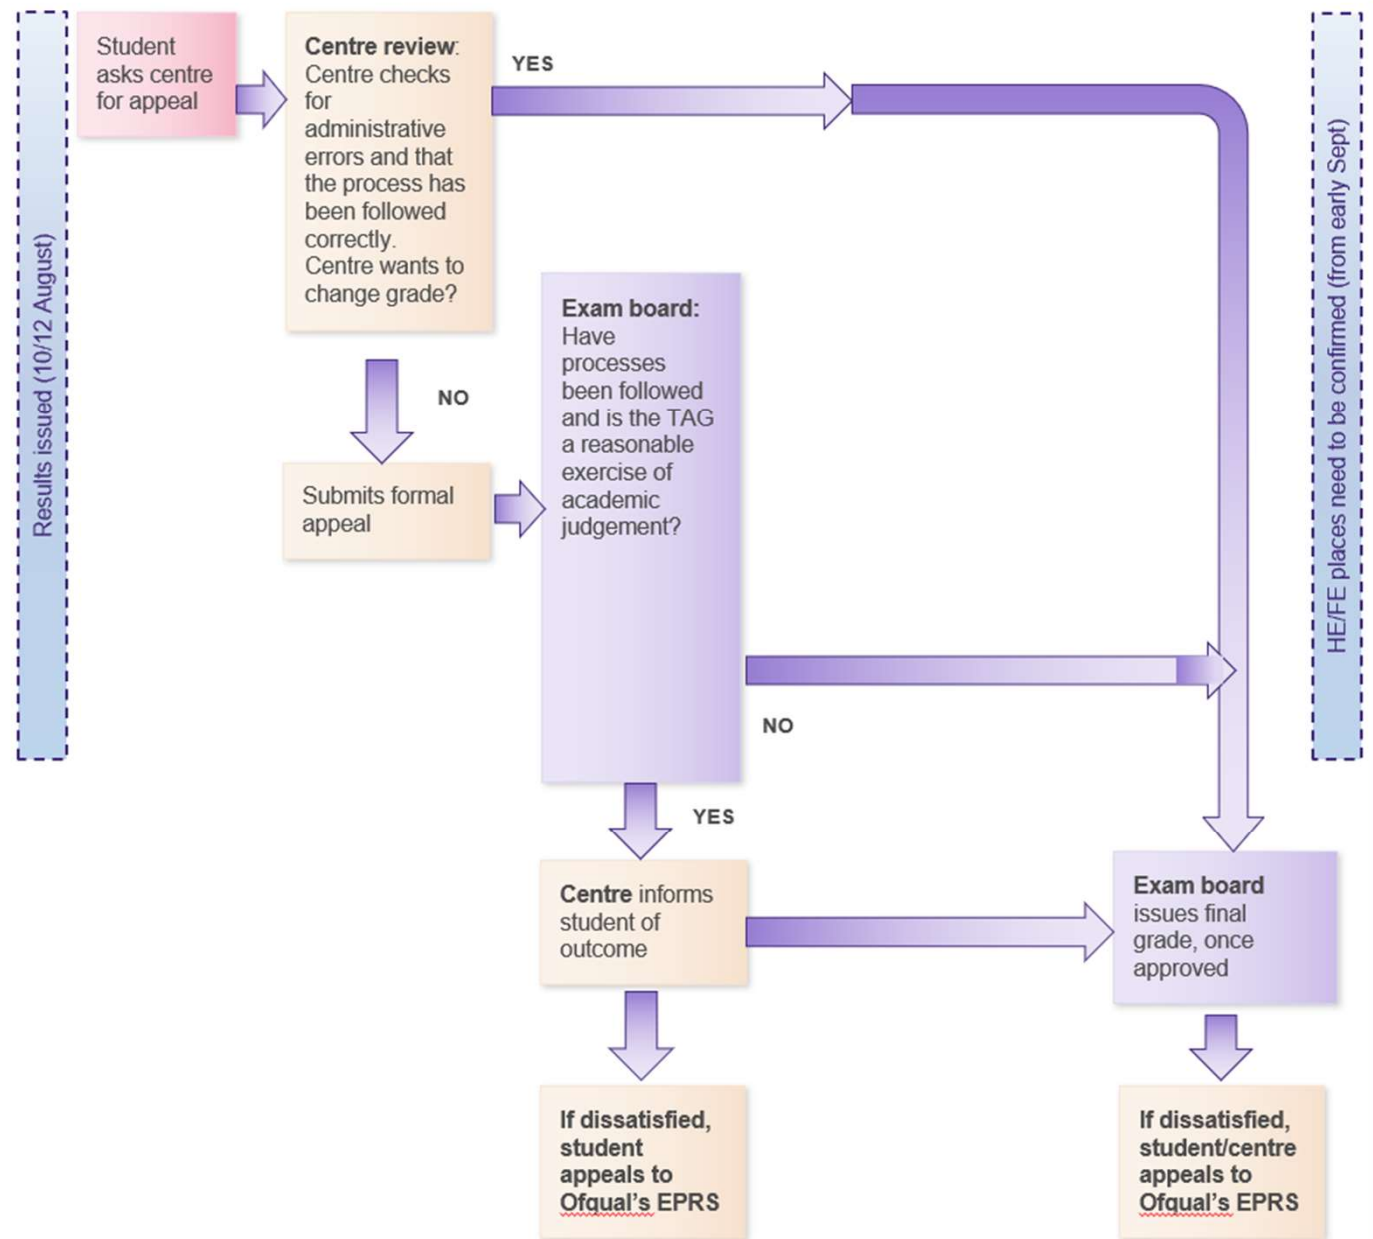 Results issued (10/12 August)
Student
asks centre
for appeal
Centre review:
Centre checks
for
administrative
errors and that
the process has
been followed
correctly.
Centre wants to
change grade?
YES
NO
Submits formal
appeal
Exam board:
Have
processes
been followed
and is the TAG
a reasonable
exercise of
academic
judgement?
NO
YES
Centre informs
student of
outcome
Exam board
issues final
grade, once
approved
If dissatisfied,
student
appeals to
Ofqual’s EPRS
If dissatisfied,
student/centre
appeals to
Ofqual’s EPRS
HE/FE places need to be confirmed (from early Sept)